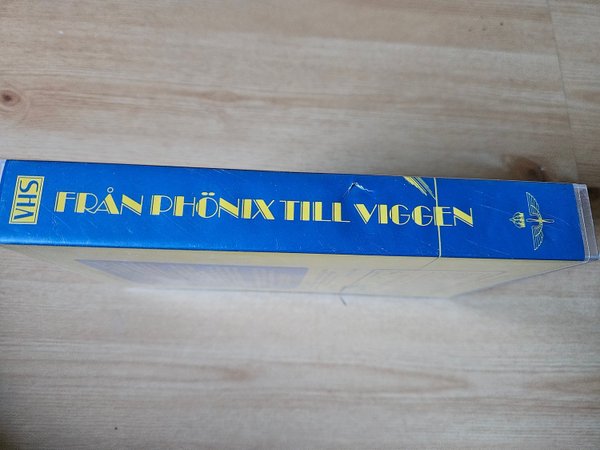 VHS
FRÅN PHÖNIX TILL VIGGEN